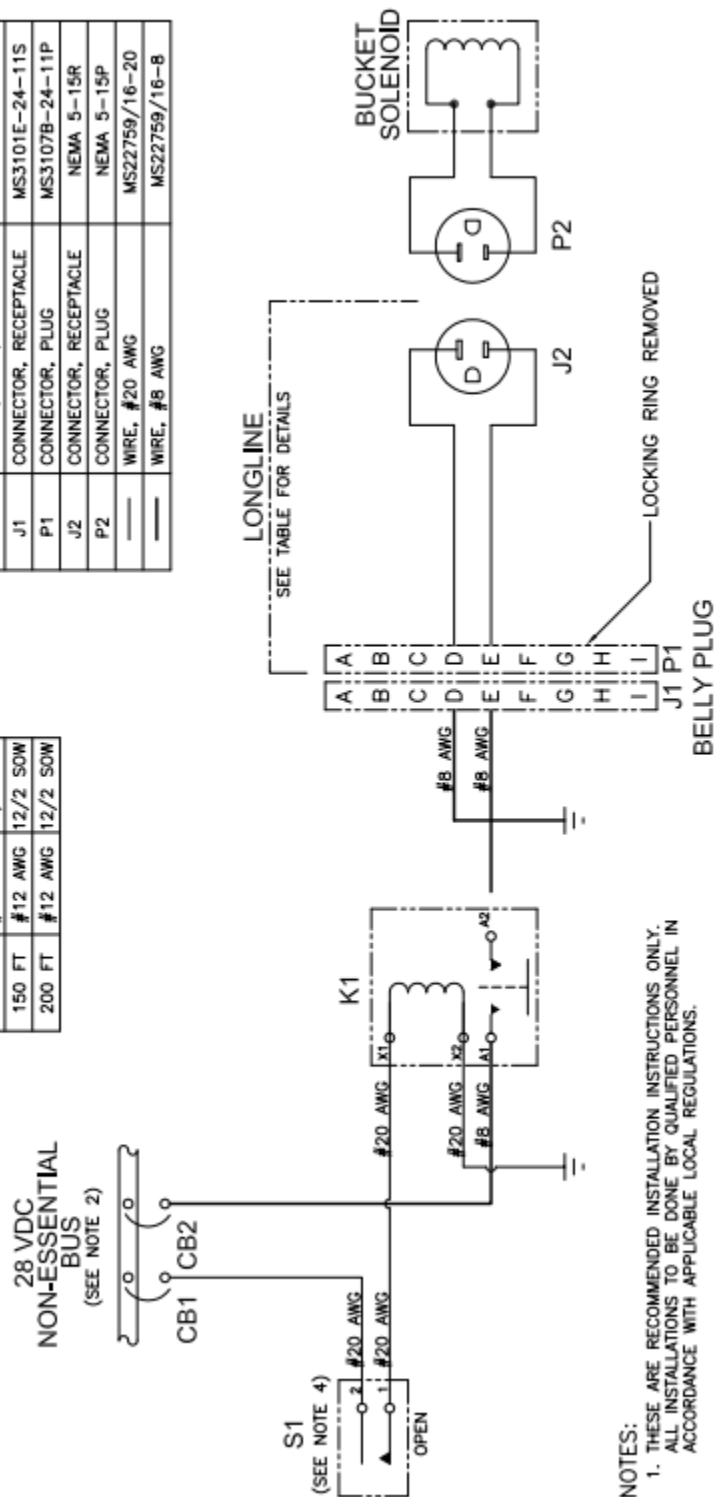 J1 CONNECTOR, RECEPTACLE MS3101E-24-11S
P1 CONNECTOR, PLUG MS3107B-24-11P
J2 CONNECTOR, RECEPTACLE NEMA 5-15R
P2 CONNECTOR, PLUG NEMA 5-15P
WIRE, #20 AWG MS22759/16-20
WIRE, #8 AWG MS22759/16-8
150 FT #12 AWG 12/2 SOW
200 FT #12 AWG 12/2 SOW
28 VDC
NON-ESSENTIAL
BUS
(SEE NOTE 2)
CB1
CB2
S1
(SEE NOTE 4)
2
1
OPEN
#20 AWG
#20 AWG
K1
#20 AWG
X1
#20 AWG
X2
#8 AWG
A1
A2
#8 AWG
#8 AWG
LONGLINE
SEE TABLE FOR DETAILS
A A
B B
C C
D D
E E
F F
G G
H H
I I
J1 P1
BELLY PLUG
LOCKING RING REMOVED
J2
P2
BUCKET
SOLENOID
NOTES:
1. THESE ARE RECOMMENDED INSTALLATION INSTRUCTIONS ONLY.
ALL INSTALLATIONS TO BE DONE BY QUALIFIED PERSONNEL IN
ACCORDANCE WITH APPLICABLE LOCAL REGULATIONS.